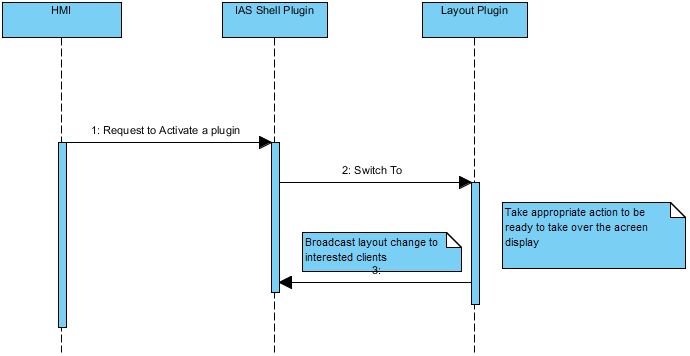 HMI
IAS Shell Plugin
Layout Plugin
1: Request to Activate a plugin
2: Switch To
Take appropriate action to be
ready to take over the acreen
display
Broadcast layout change to
interested clients
3: